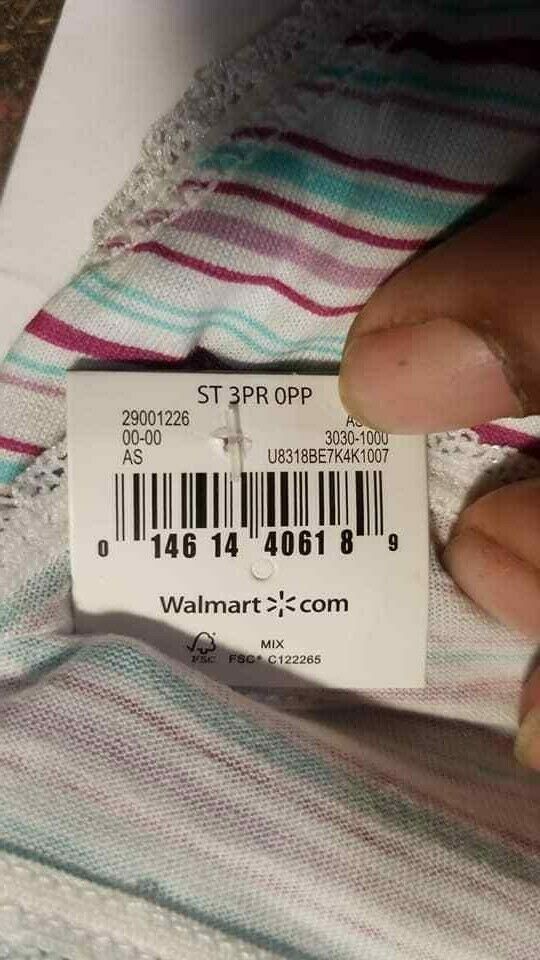 ST 3PR 0PP
29001226
00-00 3030-1000
AS U8318BE7K4K1007
0 146 14 4061 8 9
Walmart com
MIX
FSC FSC® C122265